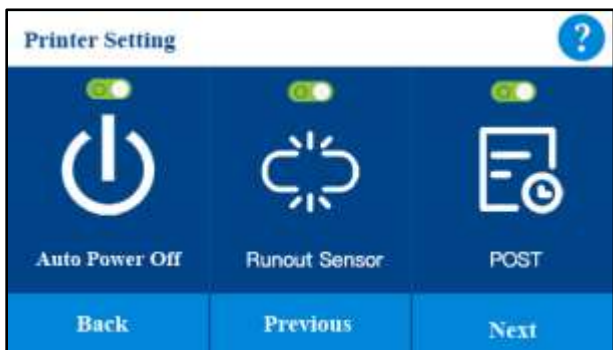 Printer Setting ?
Auto Power Off Runout Sensor POST
Back Previous Next